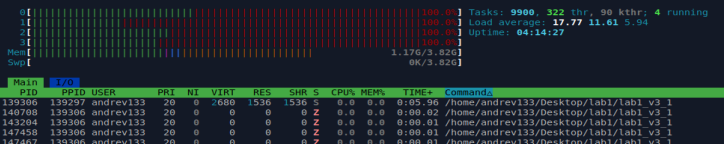 0[||||||||||||||||||||||||||||||||||||||||||||||||||||||||||||||||||||||||100.0%] Tasks: 9900, 322 thr, 90 kthr; 4 running
1[||||||||||||||||||||||||||||||||||||||||||||||||||||||||||||||||||||||||100.0%] Load average: 17.77 11.61 5.94
2[||||||||||||||||||||||||||||||||||||||||||||||||||||||||||||||||||||||||100.0%] Uptime: 04:14:27
3[||||||||||||||||||||||||||||||||||||||||||||||||||||||||||||||||||||||||100.0%]
Mem[|||||||||||||||||||||||||||||||||||||||||||||||||||| 1.17G/3.82G]
Swp[ 0K/3.82G]
Main I/O
PID PPID USER PRI NI VIRT RES SHR S CPU% MEM% TIME+ Command△
139306 139297 andrev133 20 0 2680 1536 1536 S 0.0 0.0 0:05.96 /home/andrev133/Desktop/lab1/lab1_v3_1
140708 139306 andrev133 20 0 0 0 0 Z 0.0 0.0 0:00.02 /home/andrev133/Desktop/lab1/lab1_v3_1
143204 139306 andrev133 20 0 0 0 0 Z 0.0 0.0 0:00.01 /home/andrev133/Desktop/lab1/lab1_v3_1
147458 139306 andrev133 20 0 0 0 0 Z 0.0 0.0 0:00.01 /home/andrev133/Desktop/lab1/lab1_v3_1
147467 139306 andrev133 20 0 0 0 0 Z 0.0 0.0 0:00.01 /home/andrev133/Desktop/lab1/lab1_v3_1